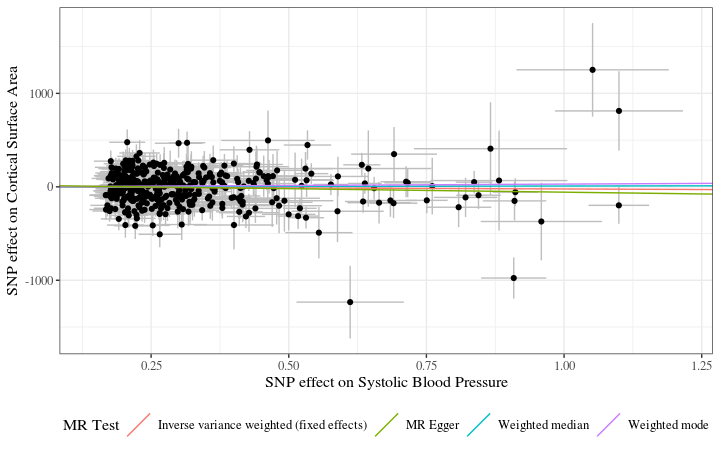 SNP effect on Cortical Surface Area
1000
0
-1000
0.25 0.50 0.75 1.00 1.25
SNP effect on Systolic Blood Pressure
MR Test Inverse variance weighted (fixed effects) MR Egger Weighted median Weighted mode